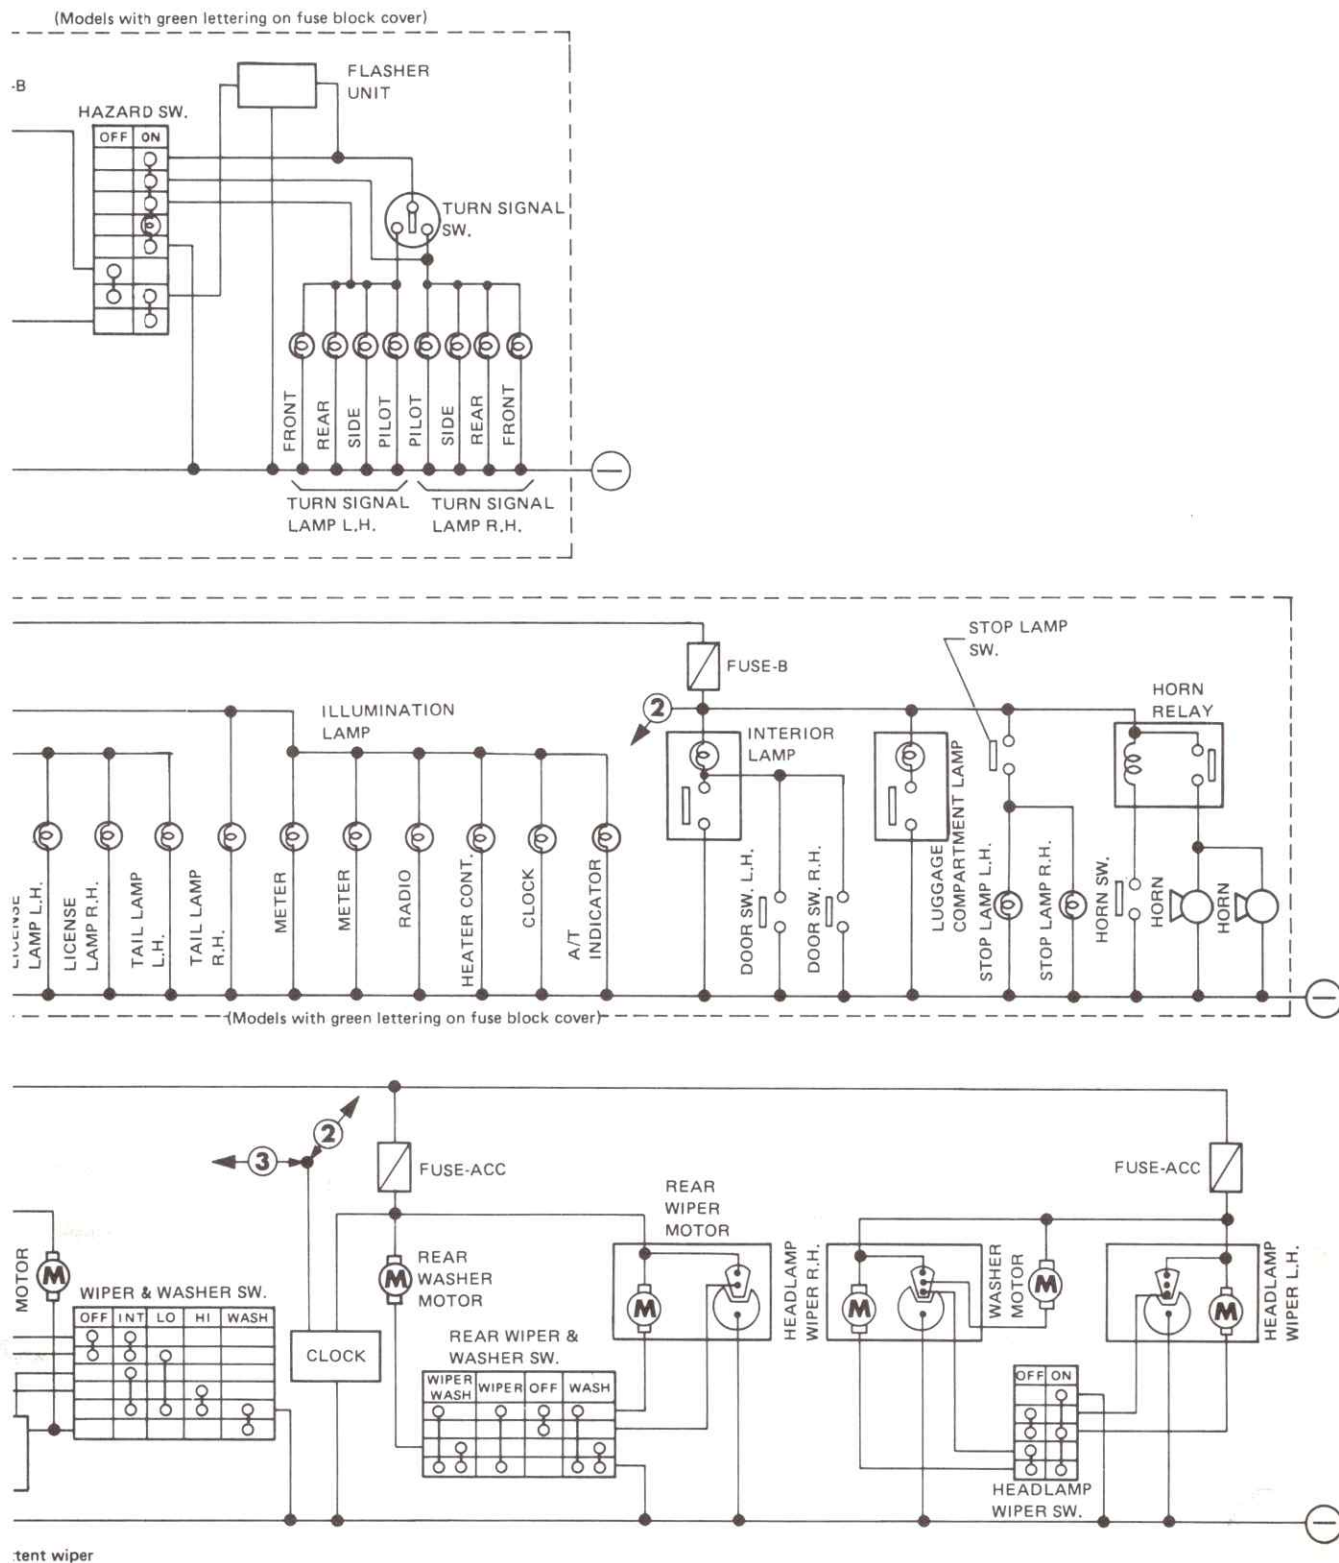 (Models with green lettering on fuse block cover)
-B
FLASHER
UNIT
HAZARD SW.
OFF ON
TURN SIGNAL
SW.
FRONT
REAR
SIDE
PILOT
PILOT
SIDE
REAR
FRONT
TURN SIGNAL
LAMP L.H.
TURN SIGNAL
LAMP R.H.
STOP LAMP
SW.
FUSE-B
HORN
RELAY
2
ILLUMINATION
LAMP
INTERIOR
LAMP
LICENSE
LAMP L.H.
LICENSE
LAMP R.H.
TAIL LAMP
L.H.
TAIL LAMP
R.H.
METER
METER
RADIO
HEATER CONT.
CLOCK
A/T
INDICATOR
DOOR SW. L.H.
DOOR SW. R.H.
LUGGAGE
COMPARTMENT LAMP
STOP LAMP L.H.
STOP LAMP R.H.
HORN SW.
HORN
HORN
(Models with green lettering on fuse block cover)
2
3
FUSE-ACC
FUSE-ACC
REAR
WIPER
MOTOR
MOTOR
M
WIPER & WASHER SW.
OFF INT LO HI WASH
CLOCK
M
REAR
WASHER
MOTOR
REAR WIPER &
WASHER SW.
WIPER
WASH
WIPER OFF WASH
M
HEADLAMP
WIPER R.H.
M
WASHER
MOTOR
M
M
HEADLAMP
WIPER L.H.
OFF ON
HEADLAMP
WIPER SW.
tent wiper